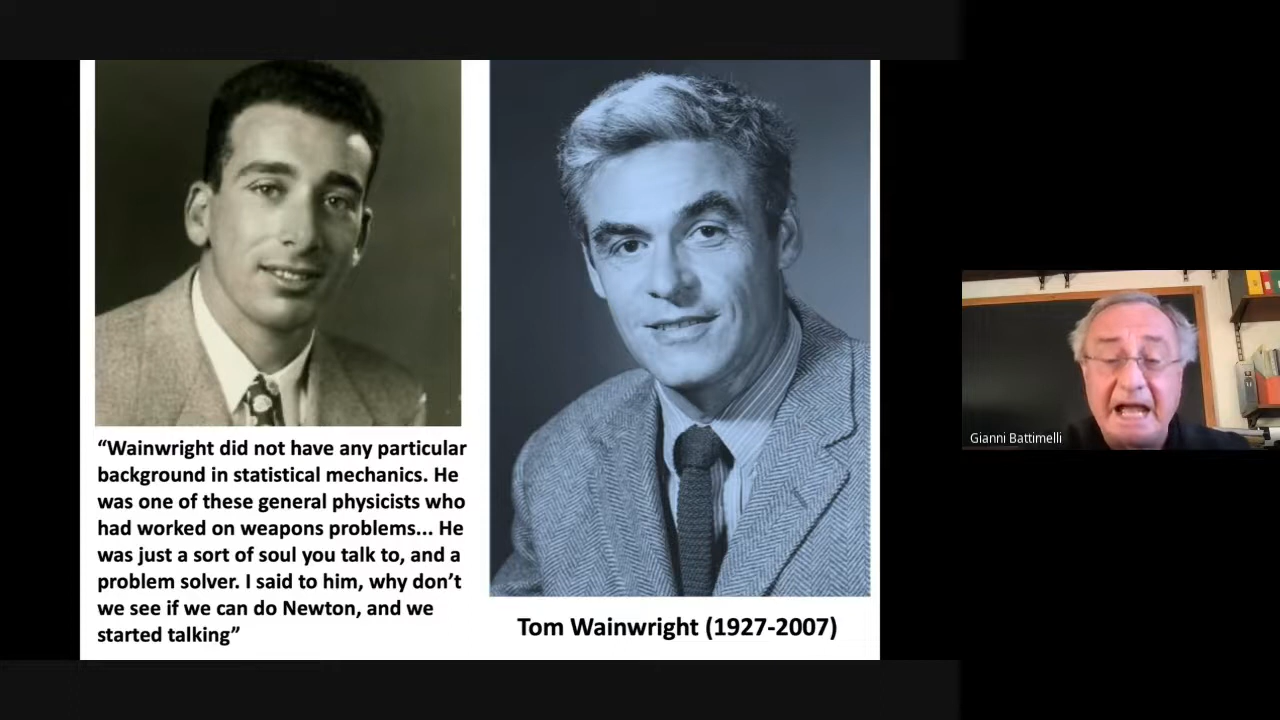 “Wainwright did not have any particular
background in statistical mechanics. He
was one of these general physicists who
had worked on weapons problems... He
was just a sort of soul you talk to, and a
problem solver. I said to him, why don’t
we see if we can do Newton, and we
started talking”
Tom Wainwright (1927-2007)
Gianni Battimelli